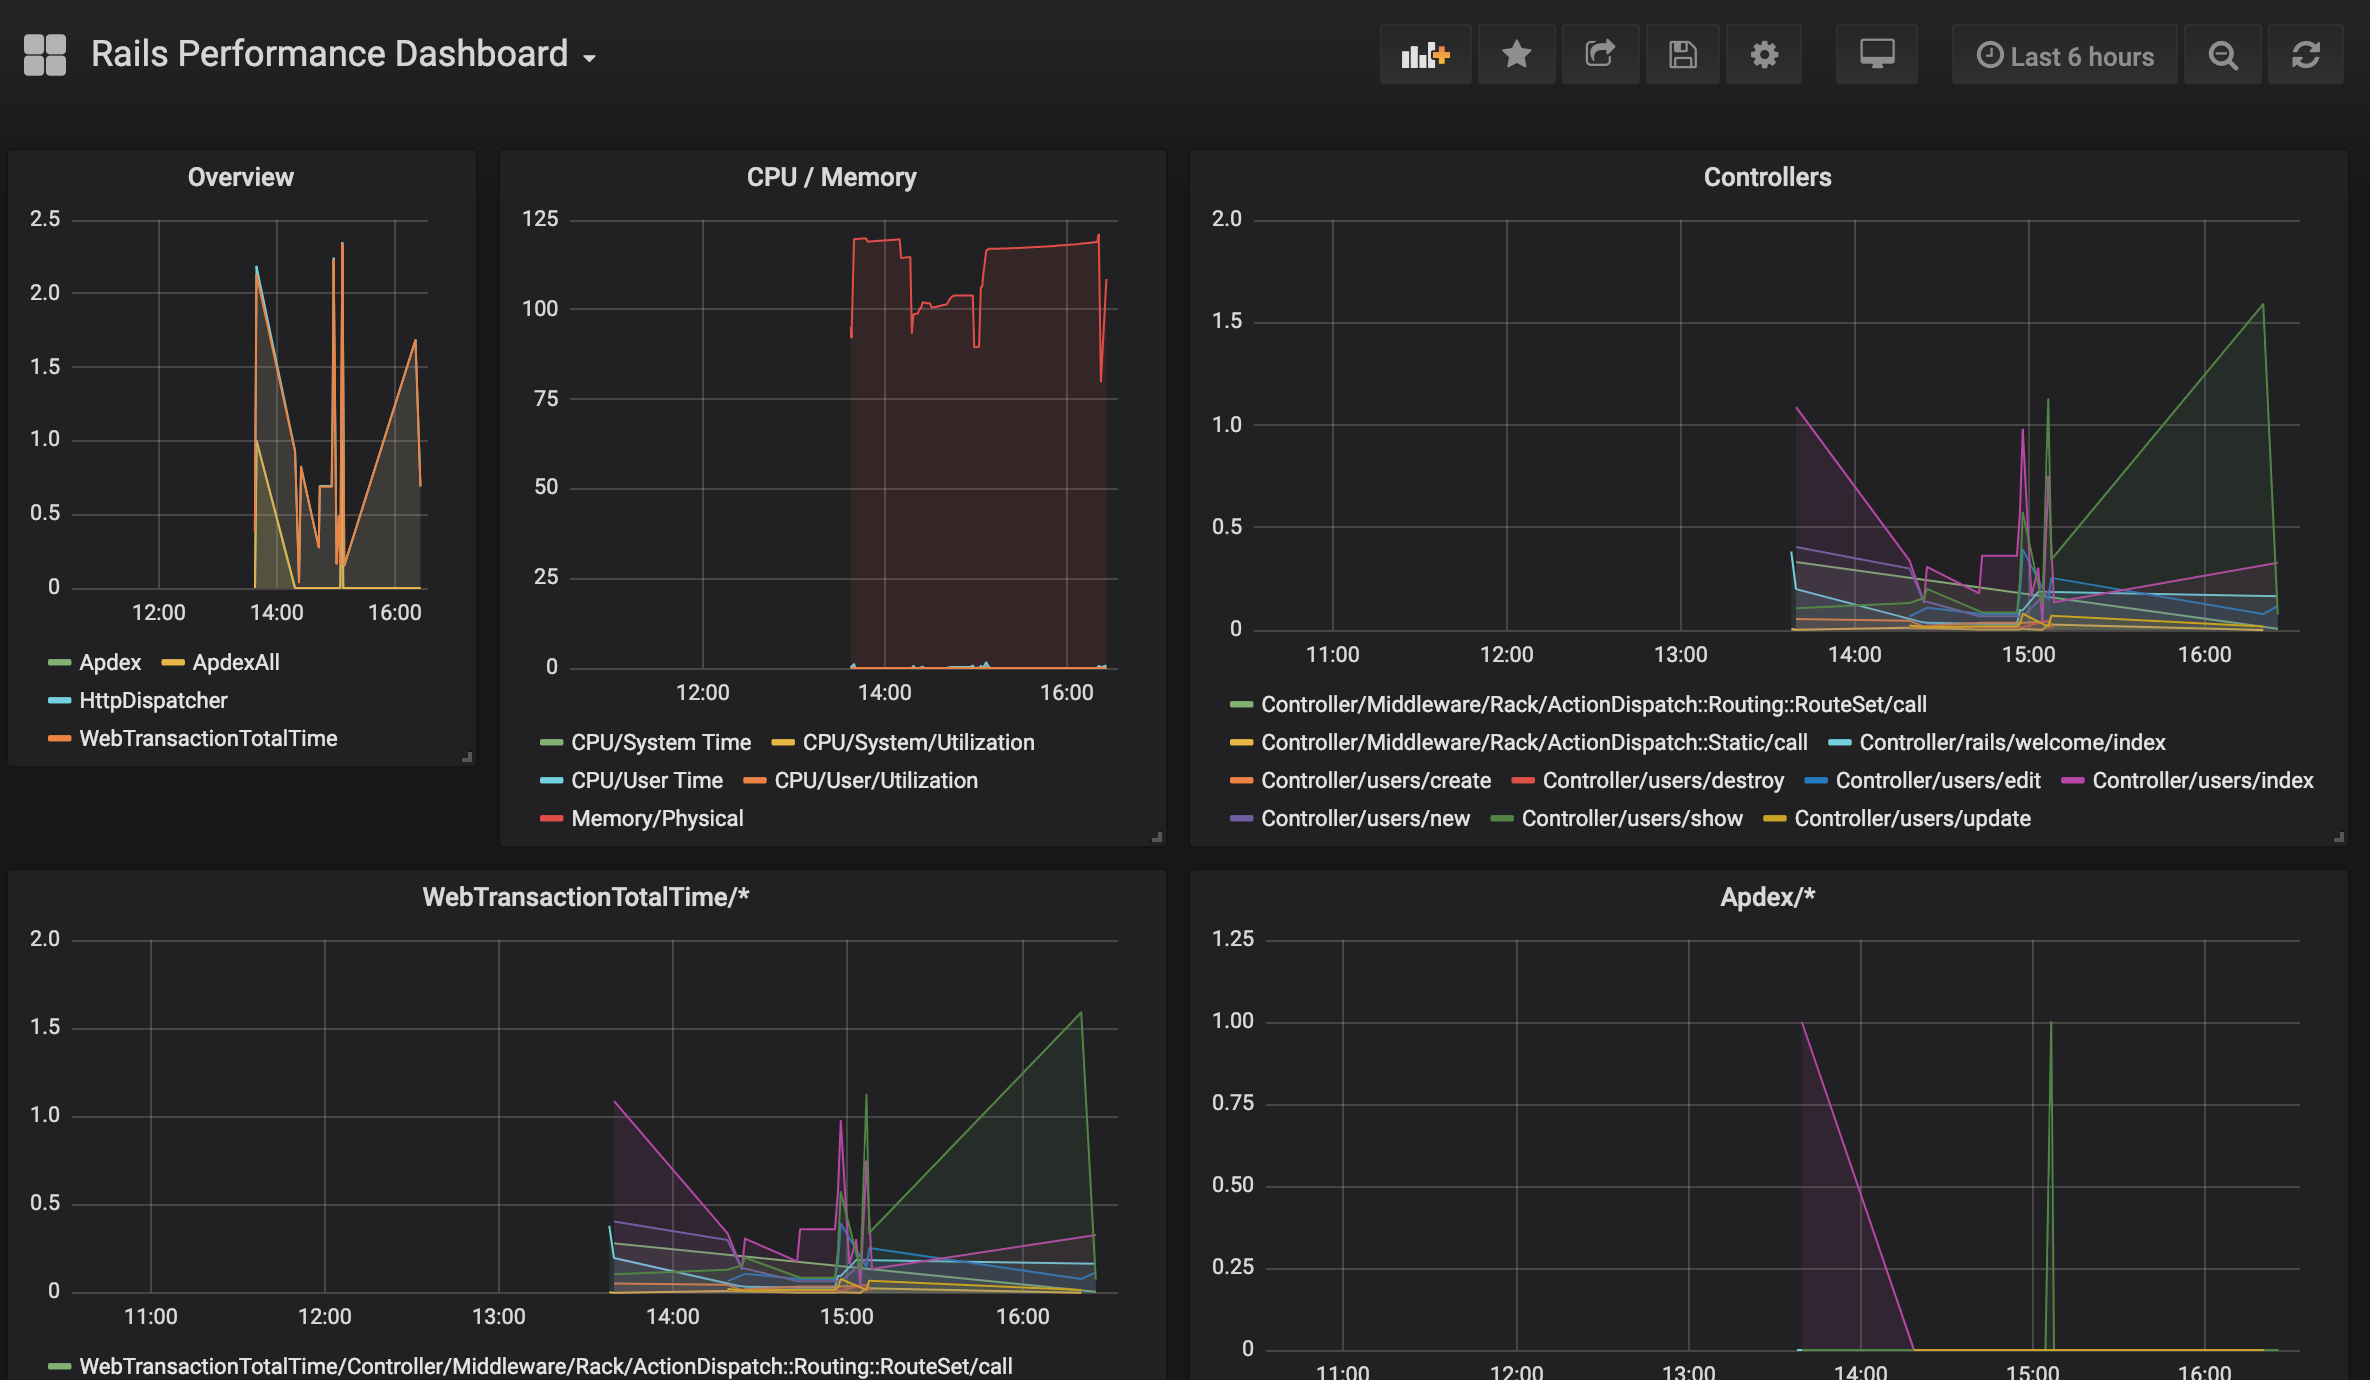 Rails Performance Dashboard
Last 6 hours
Overview
2.5
2.0
1.5
1.0
0.5
0
12:00 14:00 16:00
Apdex ApdexAll
HttpDispatcher
WebTransactionTotalTime
CPU / Memory
125
100
75
50
25
0
12:00 14:00 16:00
CPU/System Time CPU/System/Utilization
CPU/User Time CPU/User/Utilization
Memory/Physical
Controllers
2.0
1.5
1.0
0.5
0
11:00 12:00 13:00 14:00 15:00 16:00
Controller/Middleware/Rack/ActionDispatch::Routing::RouteSet/call
Controller/Middleware/Rack/ActionDispatch::Static/call Controller/rails/welcome/index
Controller/users/create Controller/users/destroy Controller/users/edit Controller/users/index
Controller/users/new Controller/users/show Controller/users/update
WebTransactionTotalTime/*
2.0
1.5
1.0
0.5
0
11:00 12:00 13:00 14:00 15:00 16:00
WebTransactionTotalTime/Controller/Middleware/Rack/ActionDispatch::Routing::RouteSet/call
Apdex/*
1.25
1.00
0.75
0.50
0.25
0
11:00 12:00 13:00 14:00 15:00 16:00